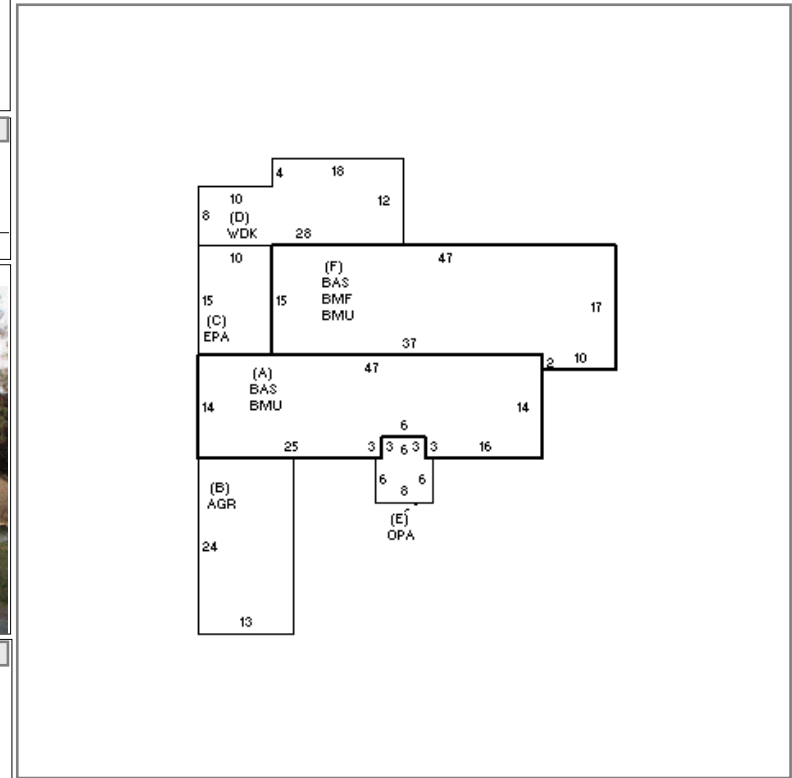 4 18
10 12
8 (D)
WDK 28
10 47
(F)
BAS
15 15 BMF 17
(C) BMU
EPA
37
47 2 10
(A)
BAS
14 BMU 14
6
25 3 3 6 3 3 16
(B) 6 6
AGR 8
(E)
OPA
24
13